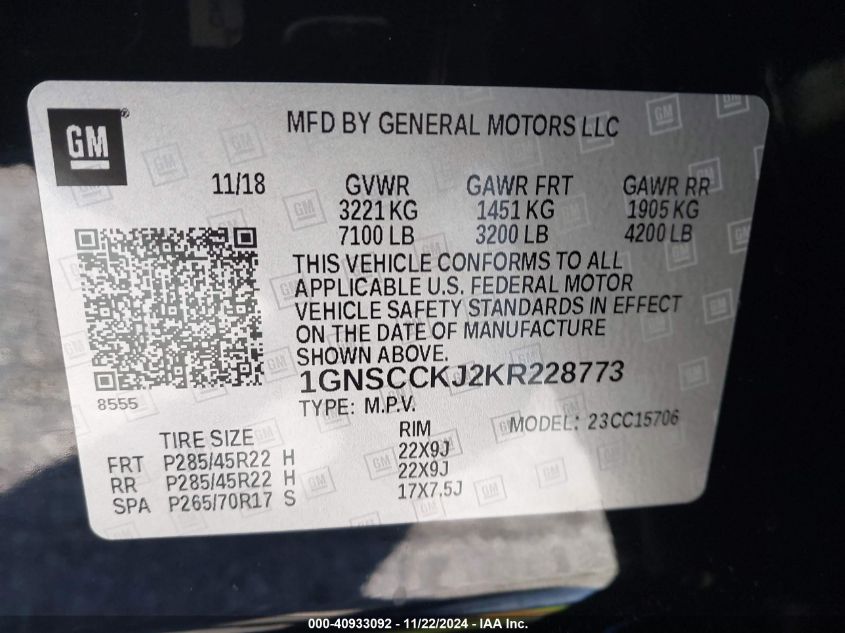 GM®
MFD BY GENERAL MOTORS LLC
11/18 GVWR GAWR FRT GAWR RR
3221 KG 1451 KG 1905 KG
7100 LB 3200 LB 4200 LB
THIS VEHICLE CONFORMS TO ALL
APPLICABLE U.S. FEDERAL MOTOR
VEHICLE SAFETY STANDARDS IN EFFECT
ON THE DATE OF MANUFACTURE
SHOWN ABOVE.
1GNSCCKJ2KR228773
8555
TYPE: M.P.V. MODEL: 23CC15706
TIRE SIZE RIM
FRT P285/45R22 H 22X9J
RR P285/45R22 H 22X9J
SPA P265/70R17 S 17X7.5J
000-40933092 - 11/22/2024 - IAA Inc.